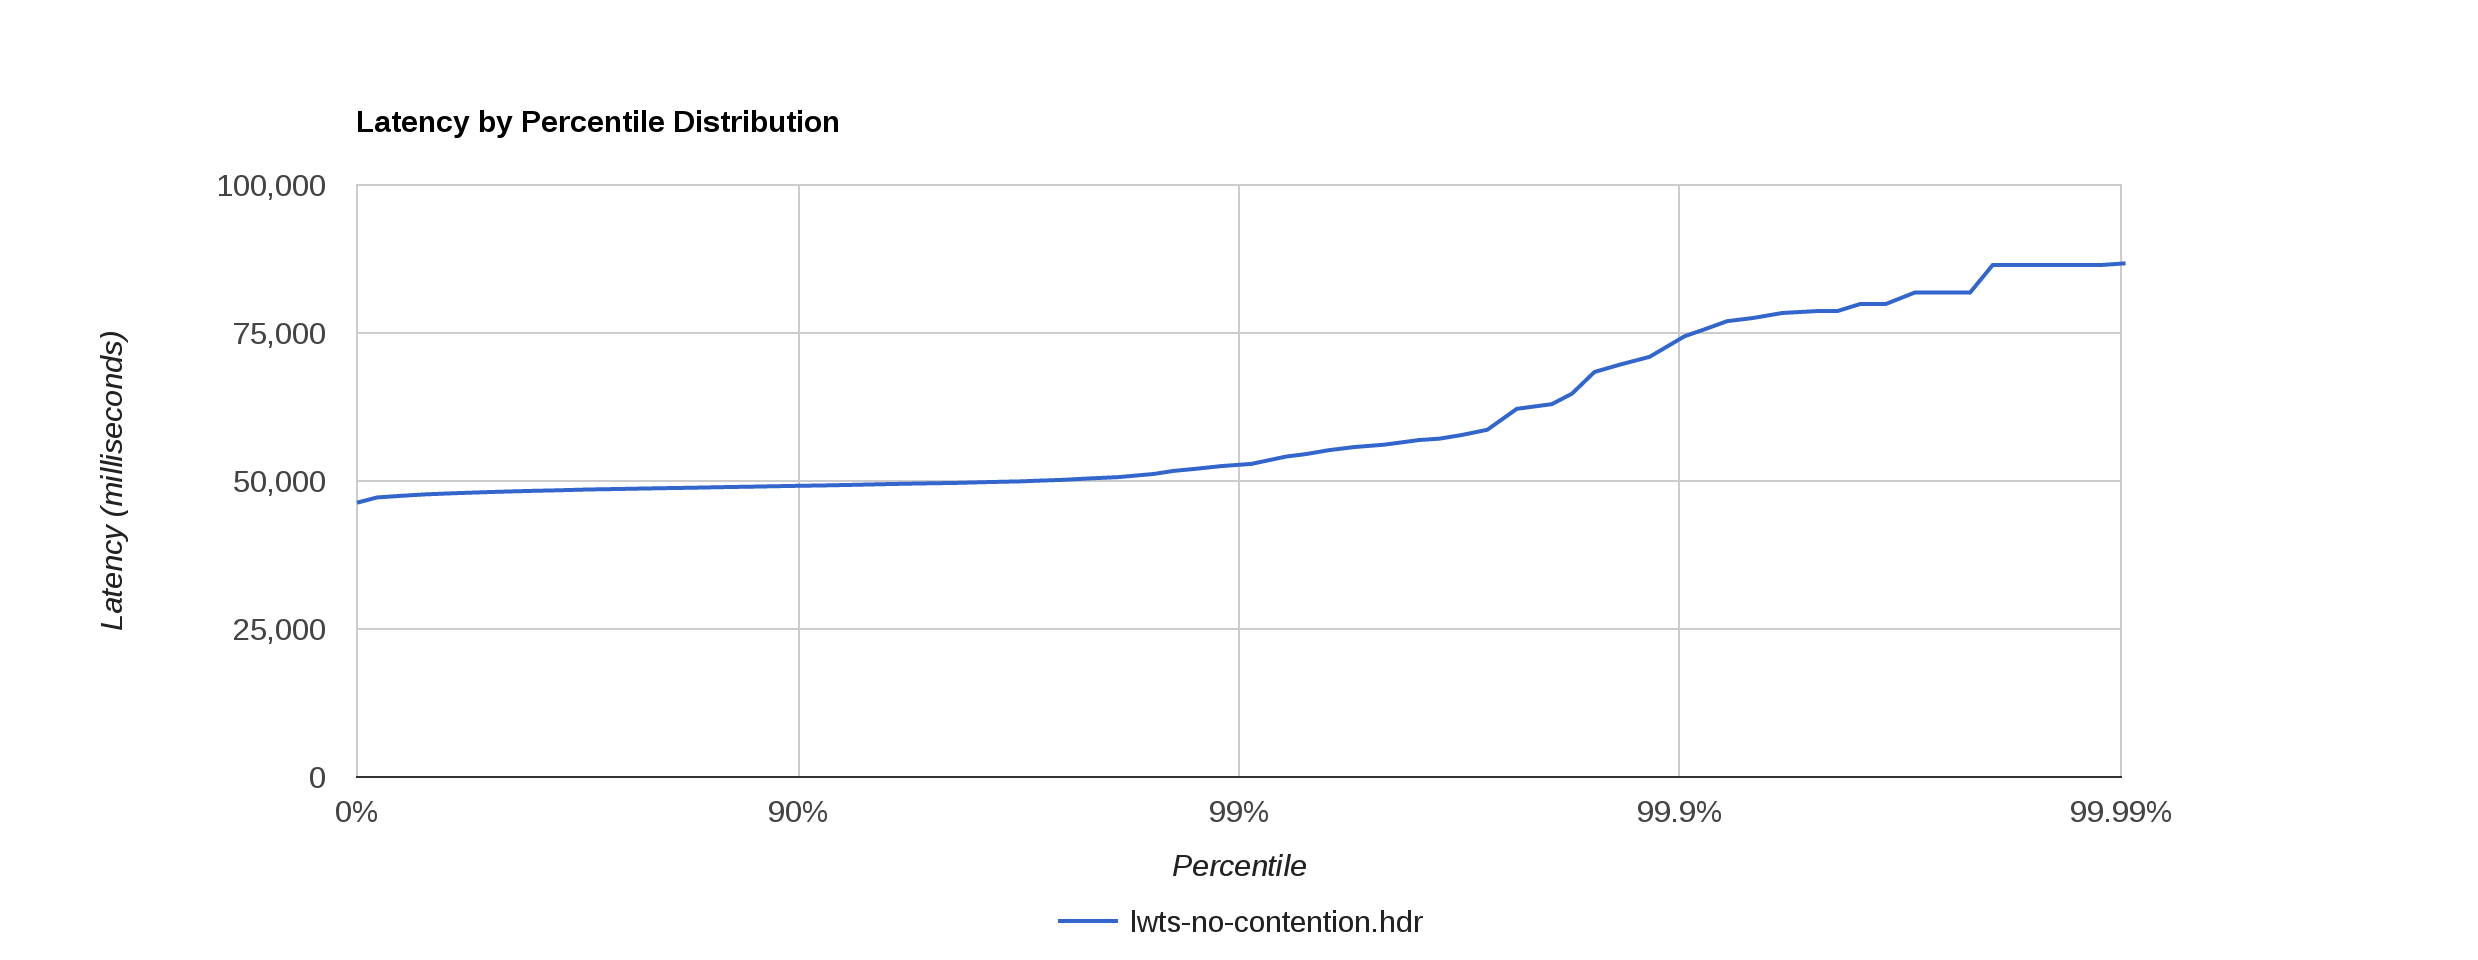 Latency by Percentile Distribution
100,000
75,000
50,000
25,000
0
Latency (milliseconds)
0% 90% 99% 99.9% 99.99%
Percentile
lwts-no-contention.hdr